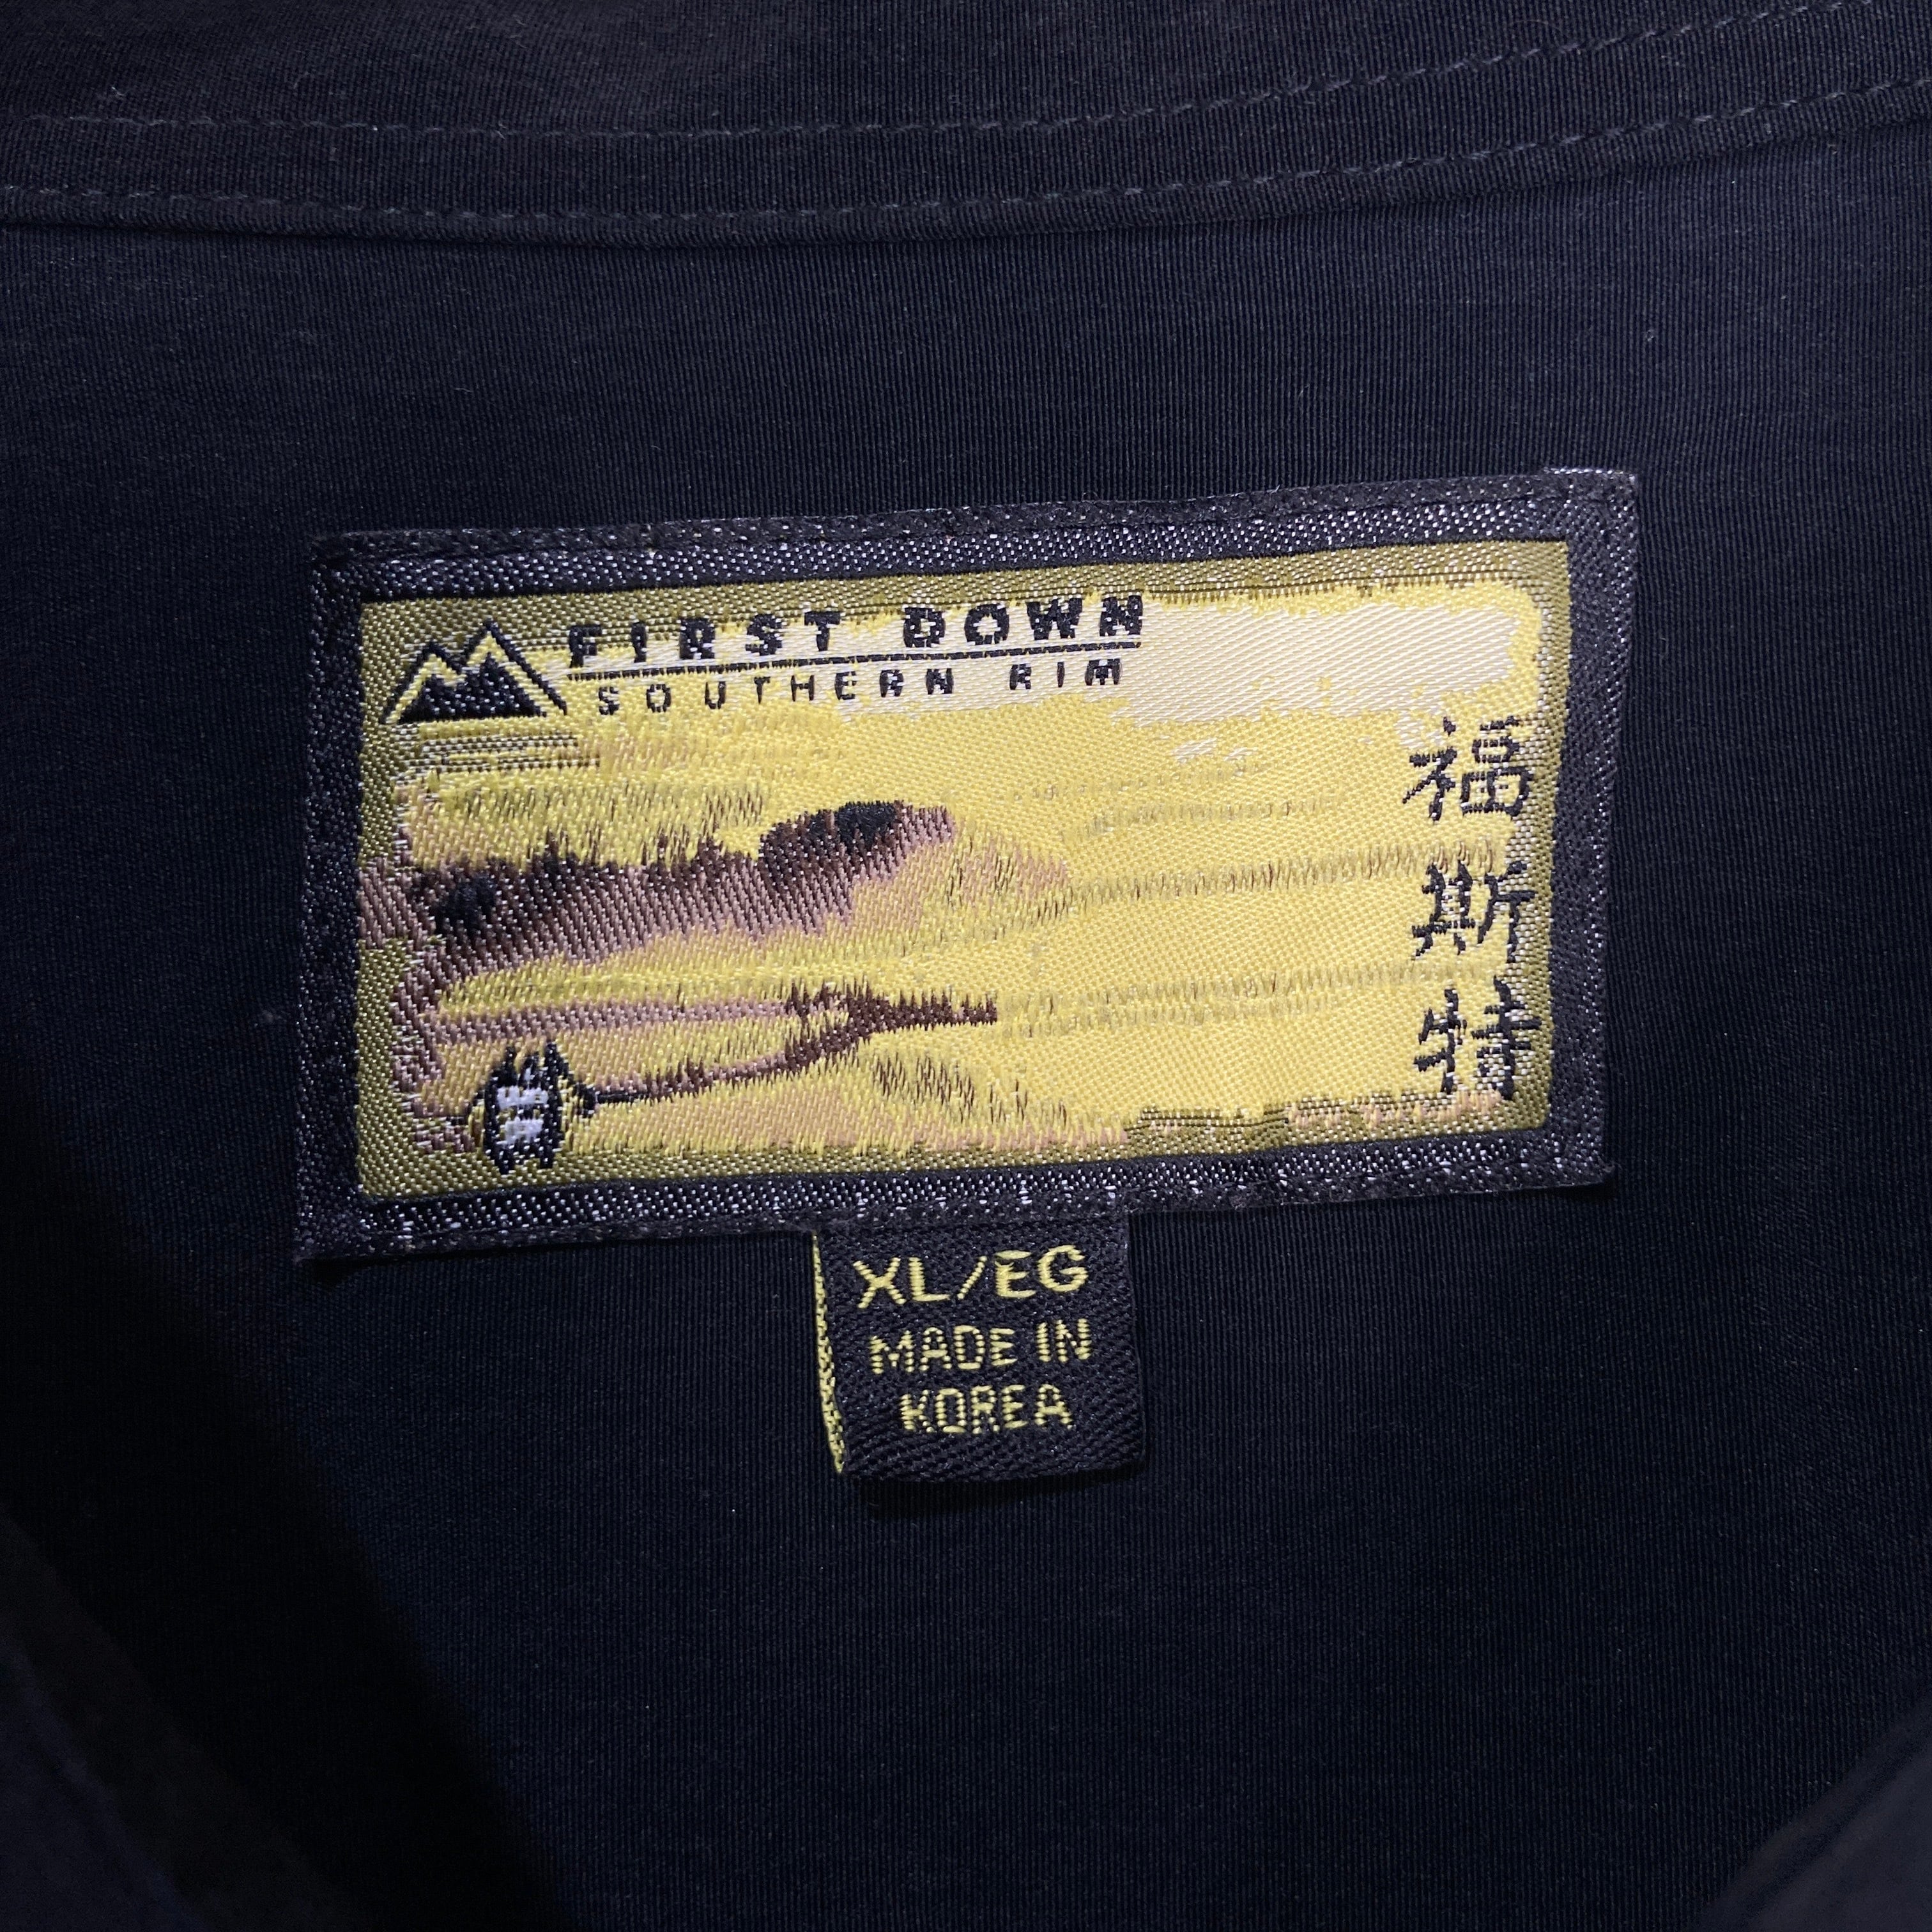 FIRST DOWN
SOUTHERN RIM
福斯特
XL/EG
MADE IN
KOREA